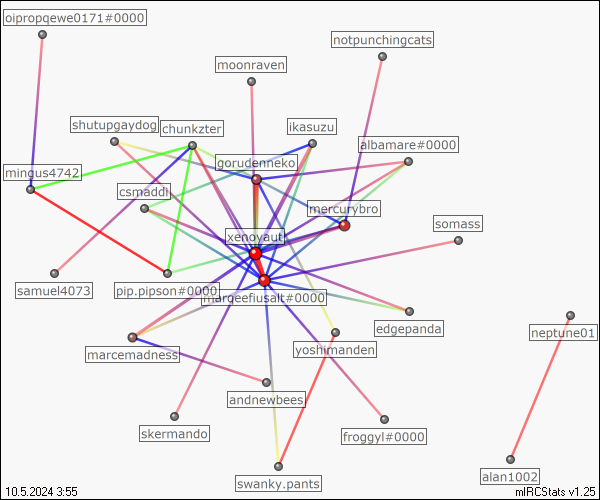 oipropqewe0171#0000
notpunchingcats
moonraven
shutupgaydog
chunkzter
ikasuzu
albamare#0000
gorudenneko
mingus4742
csmaddi
mercurybro
somass
xenoyaut
samuel4073
pip.pipson#0000
marqeefiusalt#0000
edgepanda
neptune01
marcemadness
yoshimanden
andnewbees
skermando
froggyl#0000
swanky.pants
alan1002
10.5.2024 3:55
mIRCStats v1.25